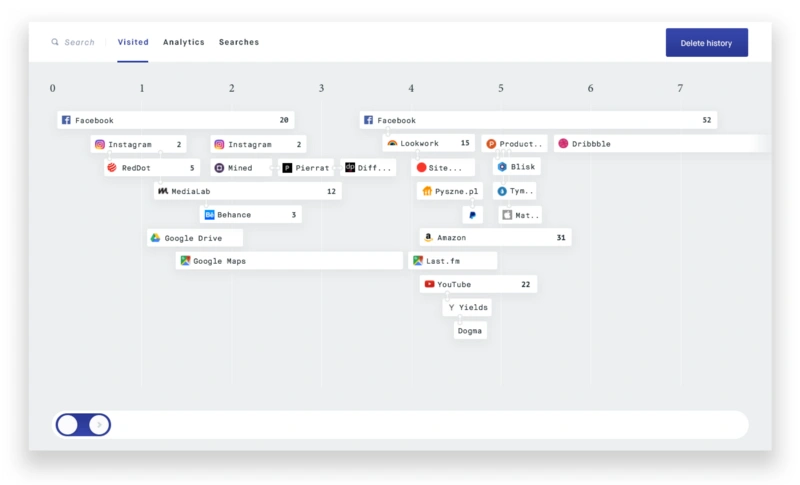 Search Visited Analytics Searches Delete history
0 1 2 3 4 5 6 7
Facebook 20 Facebook 52
Instagram 2 Instagram 2 Lookwork 15 Product.. Dribbble
RedDot 5 Mined P Pierrat dp Diff... Site... Blisk
MediaLab 12 Pyszne.pl Tym..
Bē Behance 3 Mat..
Google Drive a Amazon 31
Google Maps Last.fm
YouTube 22
Y Yields
Dogma